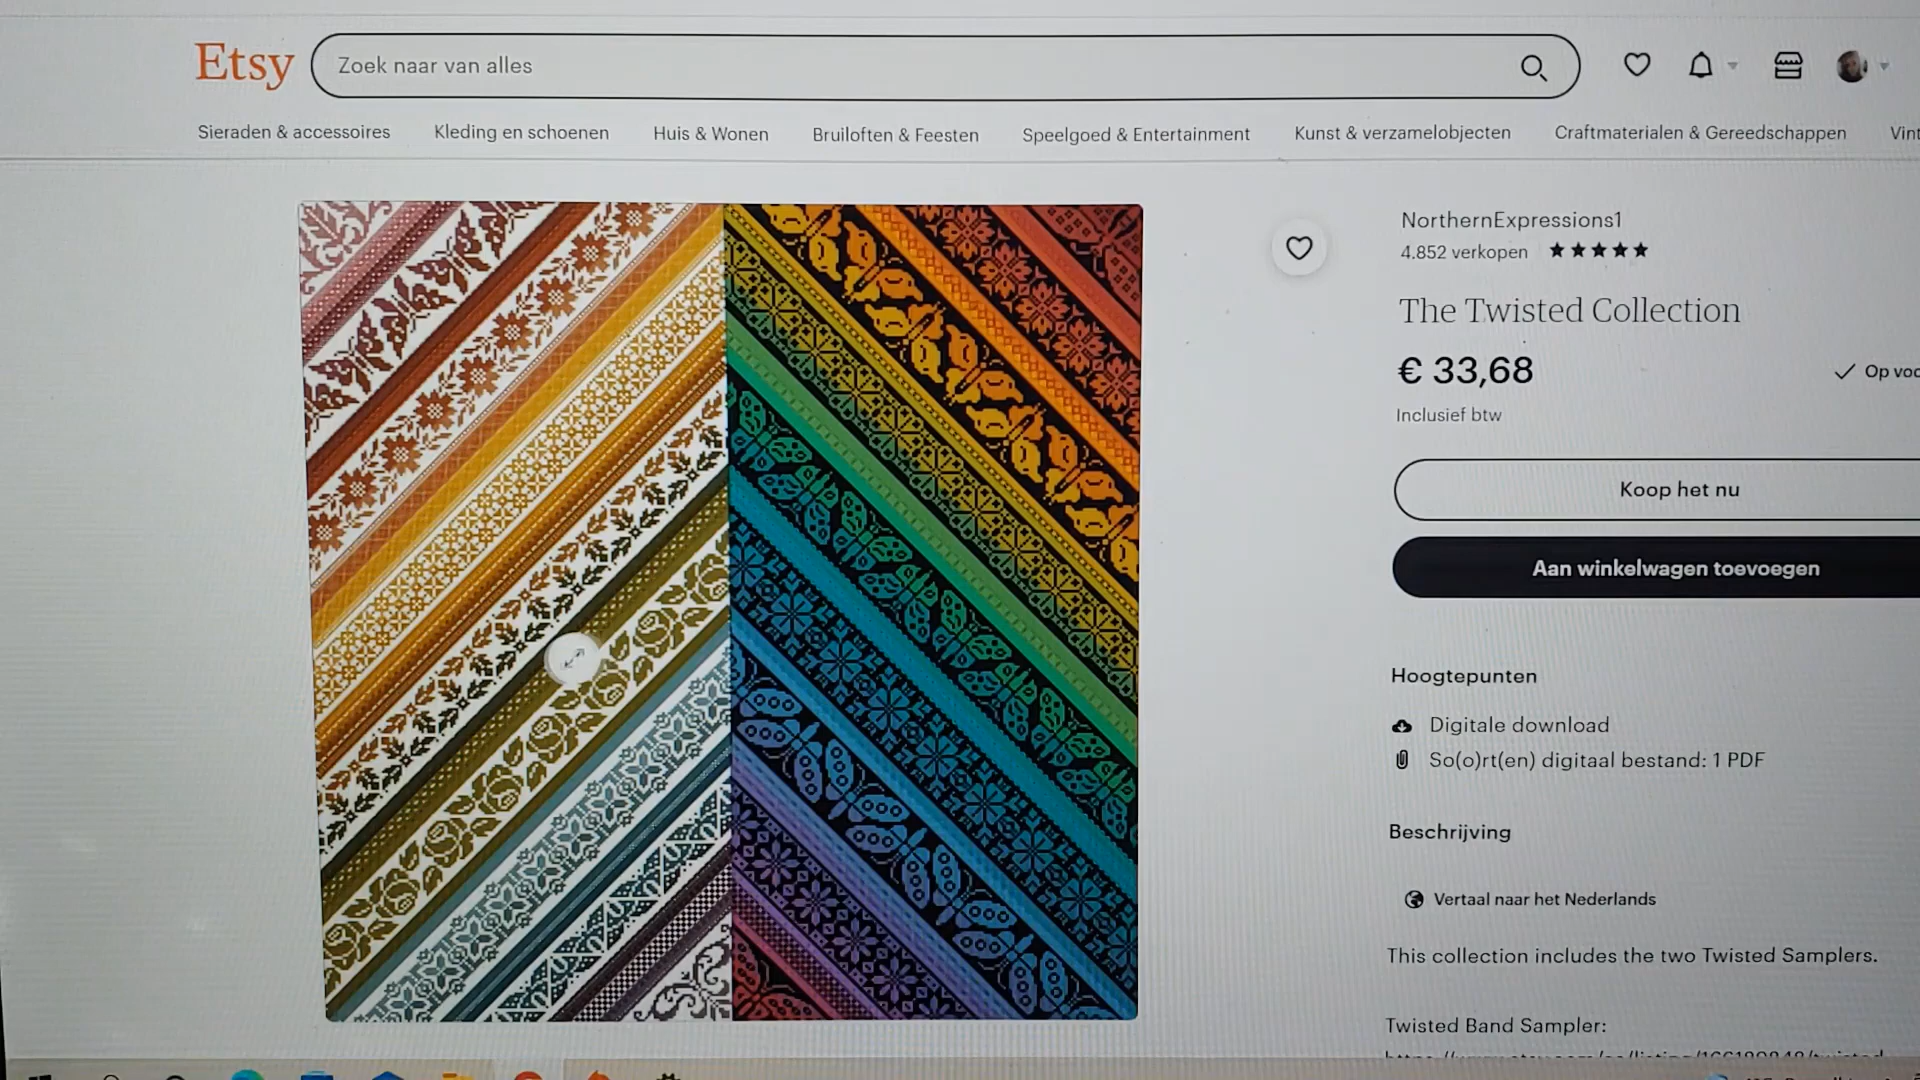 Etsy
Zoek naar van alles
Sieraden & accessoires
Kleding en schoenen
Huis & Wonen
Bruiloften & Feesten
Speelgoed & Entertainment
Kunst & verzamelobjecten
Craftmaterialen & Gereedschappen
Vint
NorthernExpressions1
4.852 verkopen
The Twisted Collection
€ 33,68
Op voo
Inclusief btw
Koop het nu
Aan winkelwagen toevoegen
Hoogtepunten
Digitale download
So(o)rt(en) digitaal bestand: 1 PDF
Beschrijving
Vertaal naar het Nederlands
This collection includes the two Twisted Samplers.
Twisted Band Sampler: